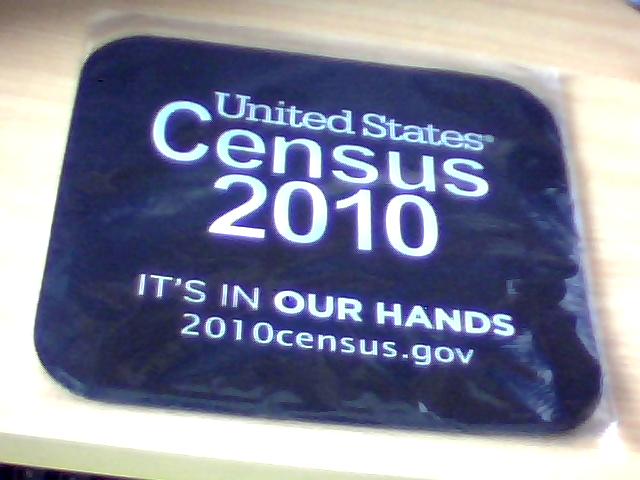 United States®
Census
2010
IT'S IN OUR HANDS
2010census.gov